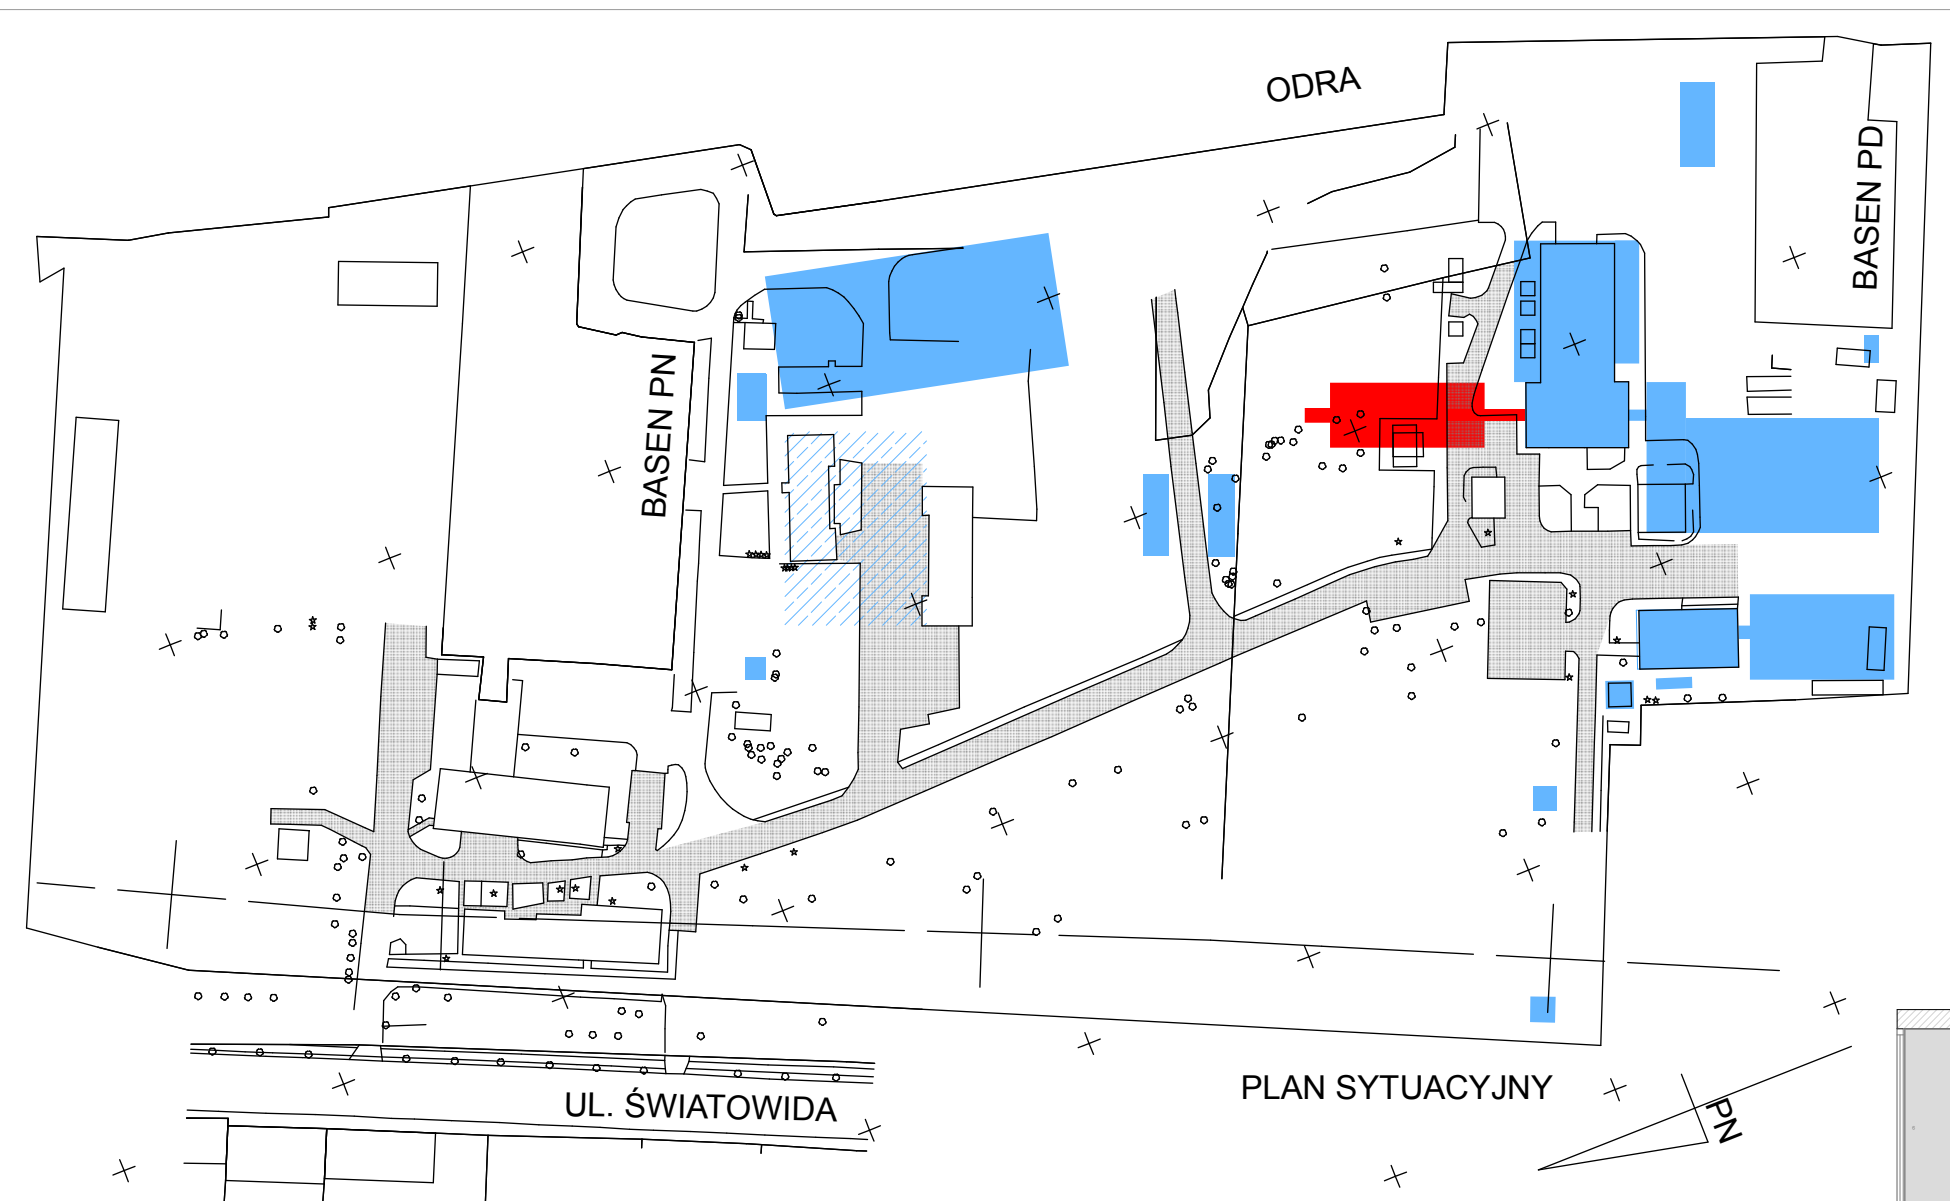 ODRA
BASEN PD
BASEN PN
PLAN SYTUACYJNY
UL. ŚWIATOWIDA
PN